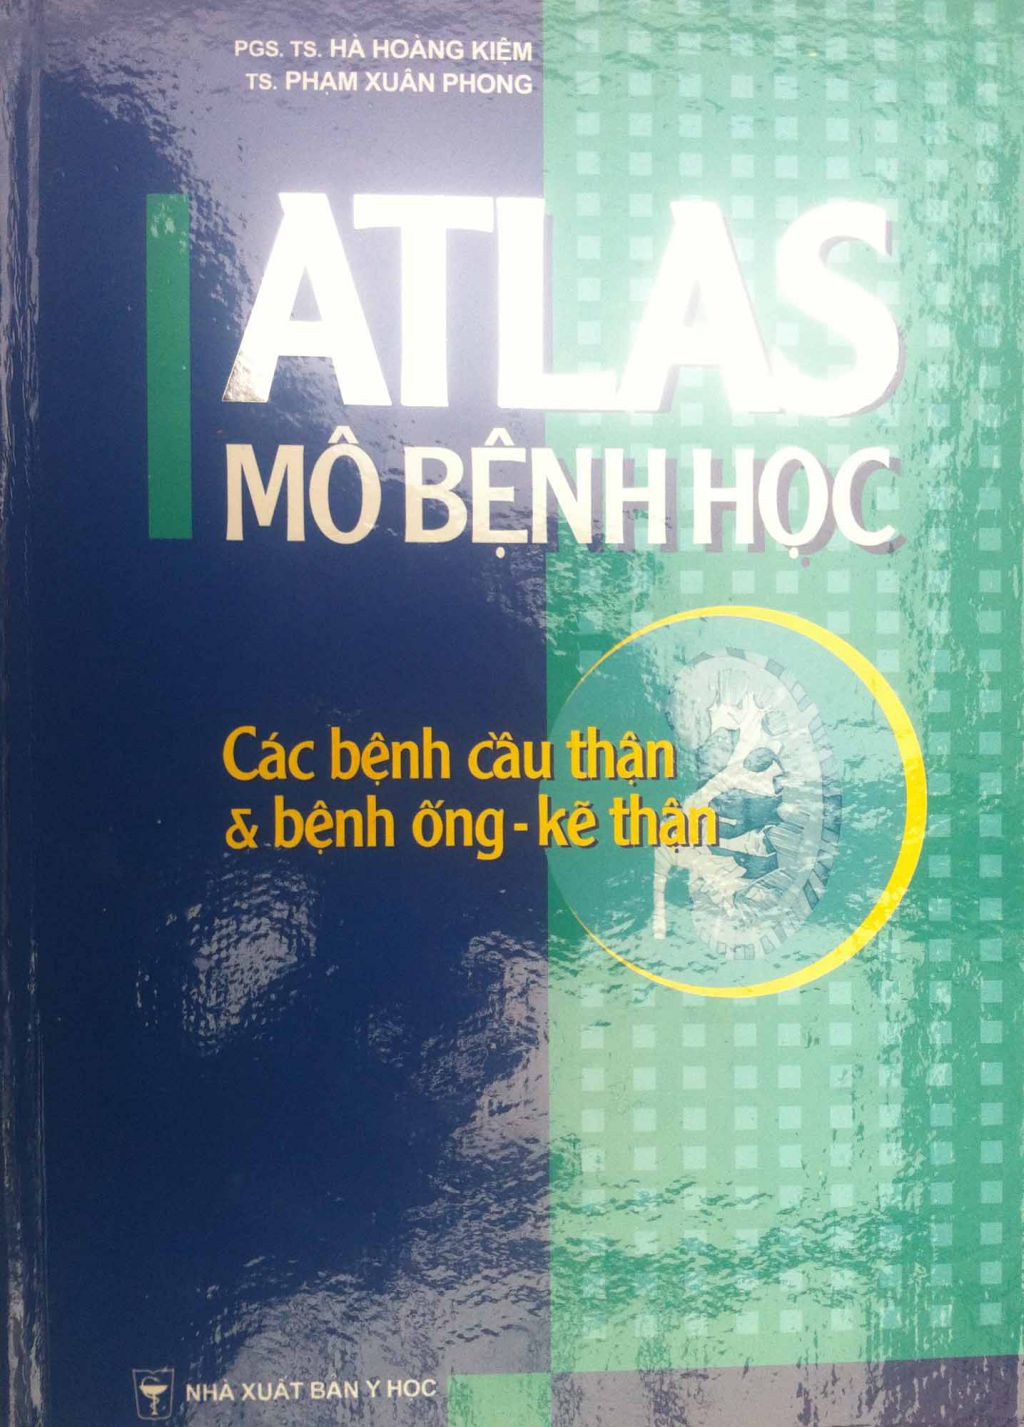 PGS. TS. HÀ HOÀNG KIỆM
TS. PHẠM XUÂN PHONG
ATLAS
MÔ BỆNH HỌC
Các bệnh cầu thận
& bệnh ống - kẽ thận
NHÀ XUẤT BẢN Y HỌC